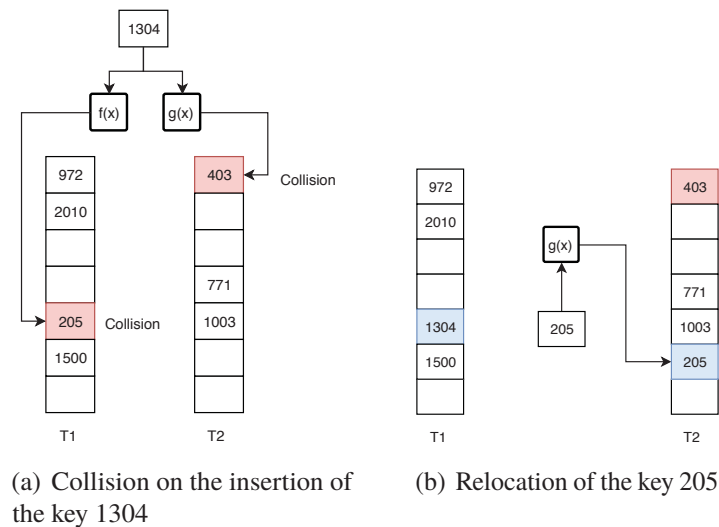 1304
f(x)
g(x)
972
2010
205
1500
T1
Collision
403
771
1003
T2
Collision
(a) Collision on the insertion of
the key 1304
972
2010
1304
1500
T1
g(x)
205
403
771
1003
205
T2
(b) Relocation of the key 205